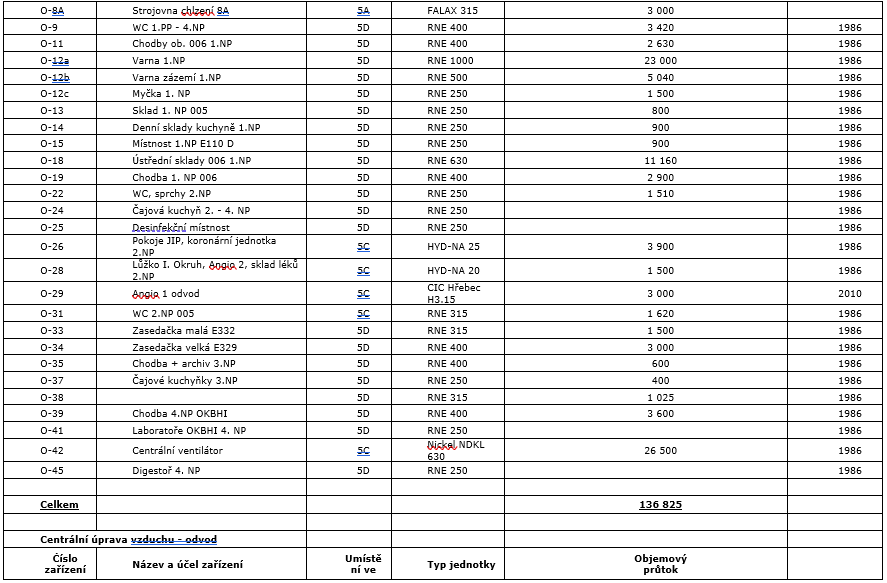 O-8A Strojovna chlzení 8A 5A FALAX 315 3 000
O-9 WC 1.PP - 4.NP 5D RNE 400 3 420 1986
O-11 Chodby ob. 006 1.NP 5D RNE 400 2 630 1986
O-12a Varna 1.NP 5D RNE 1000 23 000 1986
O-12b Varna zázemí 1.NP 5D RNE 500 5 040 1986
O-12c Myčka 1. NP 5D RNE 250 1 500 1986
O-13 Sklad 1. NP 005 5D RNE 250 800 1986
O-14 Denní sklady kuchyně 1.NP 5D RNE 250 900 1986
O-15 Místnost 1.NP E110 D 5D RNE 250 900 1986
O-18 Ústřední sklady 006 1.NP 5D RNE 630 11 160 1986
O-19 Chodba 1. NP 006 5D RNE 400 2 900 1986
O-22 WC, sprchy 2.NP 5D RNE 250 1 510 1986
O-24 Čajová kuchyň 2. - 4. NP 5D RNE 250 1986
O-25 Desinfekční místnost 5D RNE 250 1986
O-26 Pokoje JIP, koronární jednotka
2.NP 5C HYD-NA 25 3 900 1986
O-28 Lůžko I. Okruh, Angio 2, sklad léků
2.NP 5C HYD-NA 20 1 500 1986
O-29 Angio 1 odvod 5C CIC Hřebec
H3.15 3 000 2010
O-31 WC 2.NP 005 5C RNE 315 1 620 1986
O-33 Zasedačka malá E332 5D RNE 315 1 500 1986
O-34 Zasedačka velká E329 5D RNE 400 3 000 1986
O-35 Chodba + archiv 3.NP 5D RNE 400 600 1986
O-37 Čajové kuchyňky 3.NP 5D RNE 250 400 1986
O-38 5D RNE 315 1 025 1986
O-39 Chodba 4.NP OKBHI 5D RNE 400 3 600 1986
O-41 Laboratoře OKBHI 4. NP 5D RNE 250 1986
O-42 Centrální ventilátor 5C Nickel NDKL
630 26 500 1986
O-45 Digestoř 4. NP 5D RNE 250 1986
Celkem 136 825
Centrální úprava vzduchu - odvod
Číslo
zařízení Název a účel zařízení Umístě
ní ve Typ jednotky Objemový
průtok